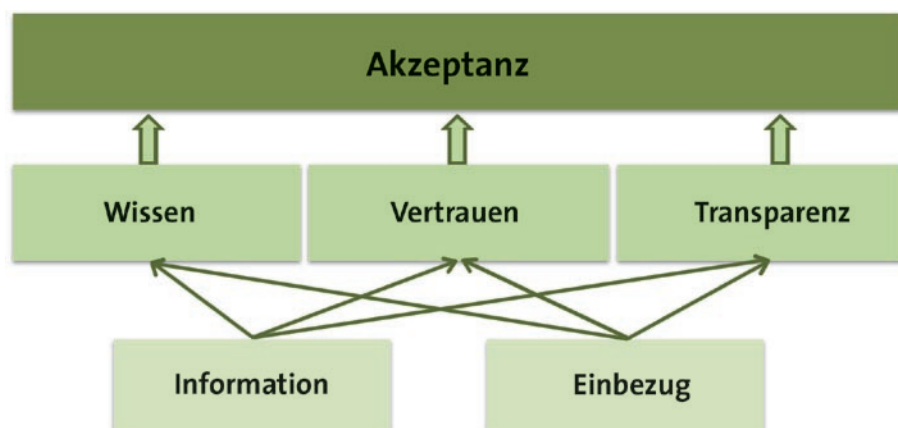 Akzeptanz
Wissen
Vertrauen
Transparenz
Information
Einbezug